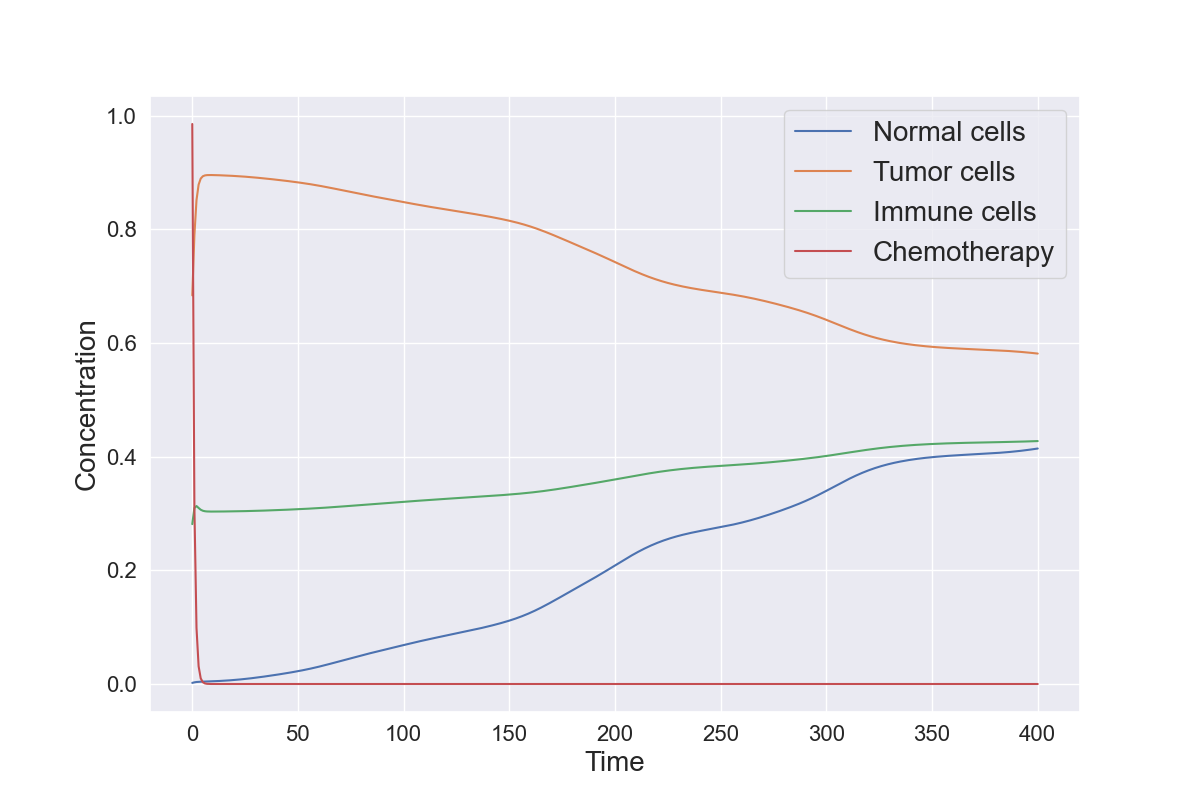 Normal cells
Tumor cells
Immune cells
Chemotherapy
Concentration
1.0
0.8
0.6
0.4
0.2
0.0
0 50 100 150 200 250 300 350 400
Time